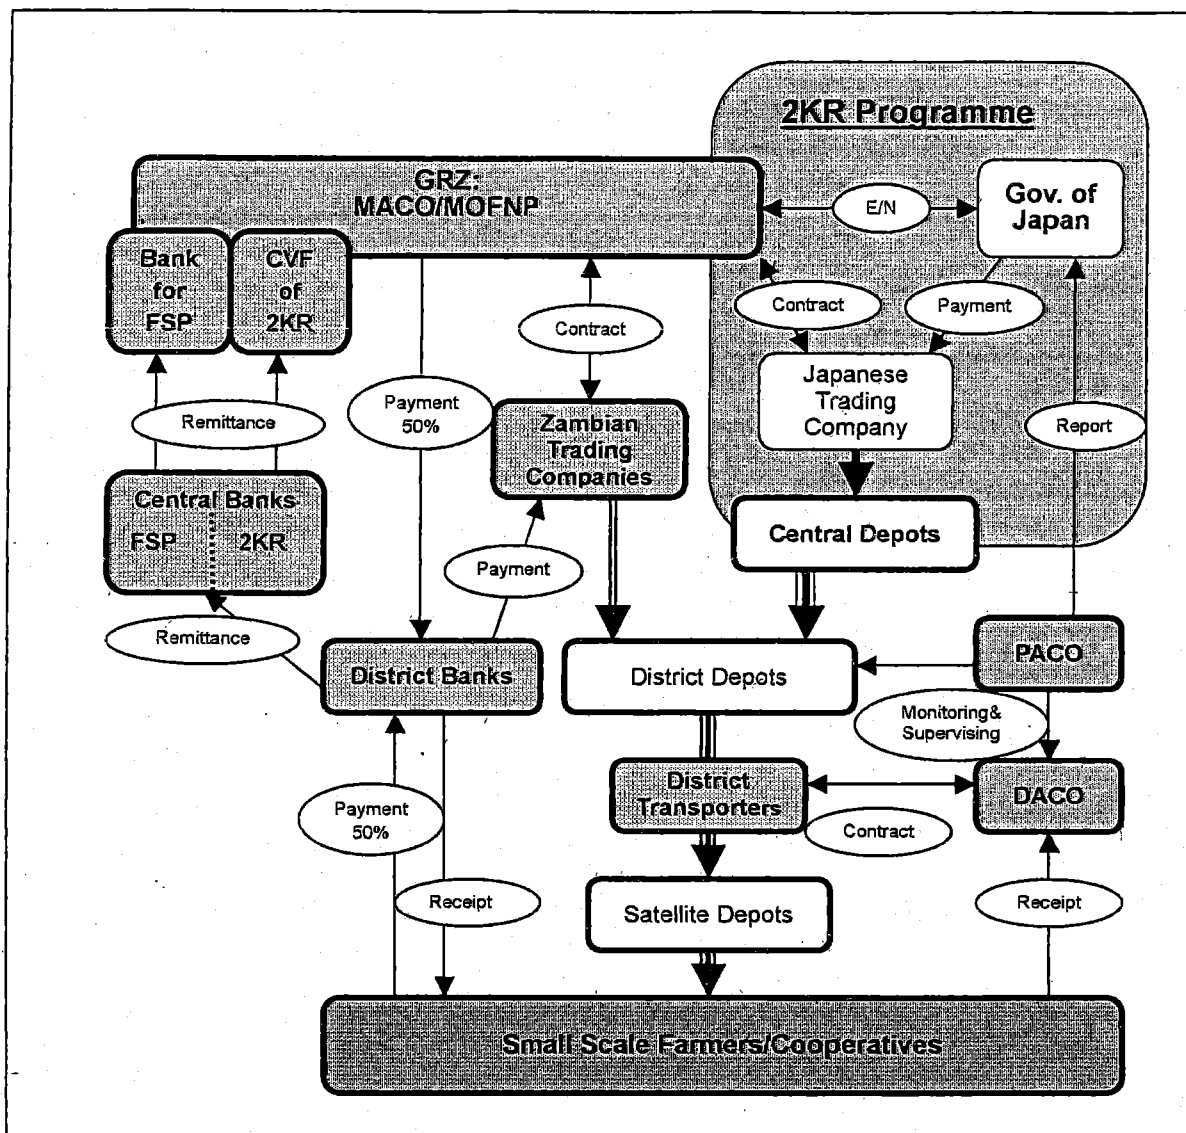 2KR Programme
GRZ:
MACO/MOFNP
E/N
Gov. of
Japan
Bank
for
FSP
CVF
of
2KR
Contract
Contract
Payment
Japanese
Trading
Company
Payment
50%
Remittance
Zambian
Trading
Companies
Report
Central Banks
FSP
2KR
Central Depots
Payment
Remittance
District Banks
District Depots
PACO
Monitoring&
Supervising
District
Transporters
DACO
Payment
50%
Contract
Receipt
Satellite Depots
Receipt
Small Scale Farmers/Cooperatives